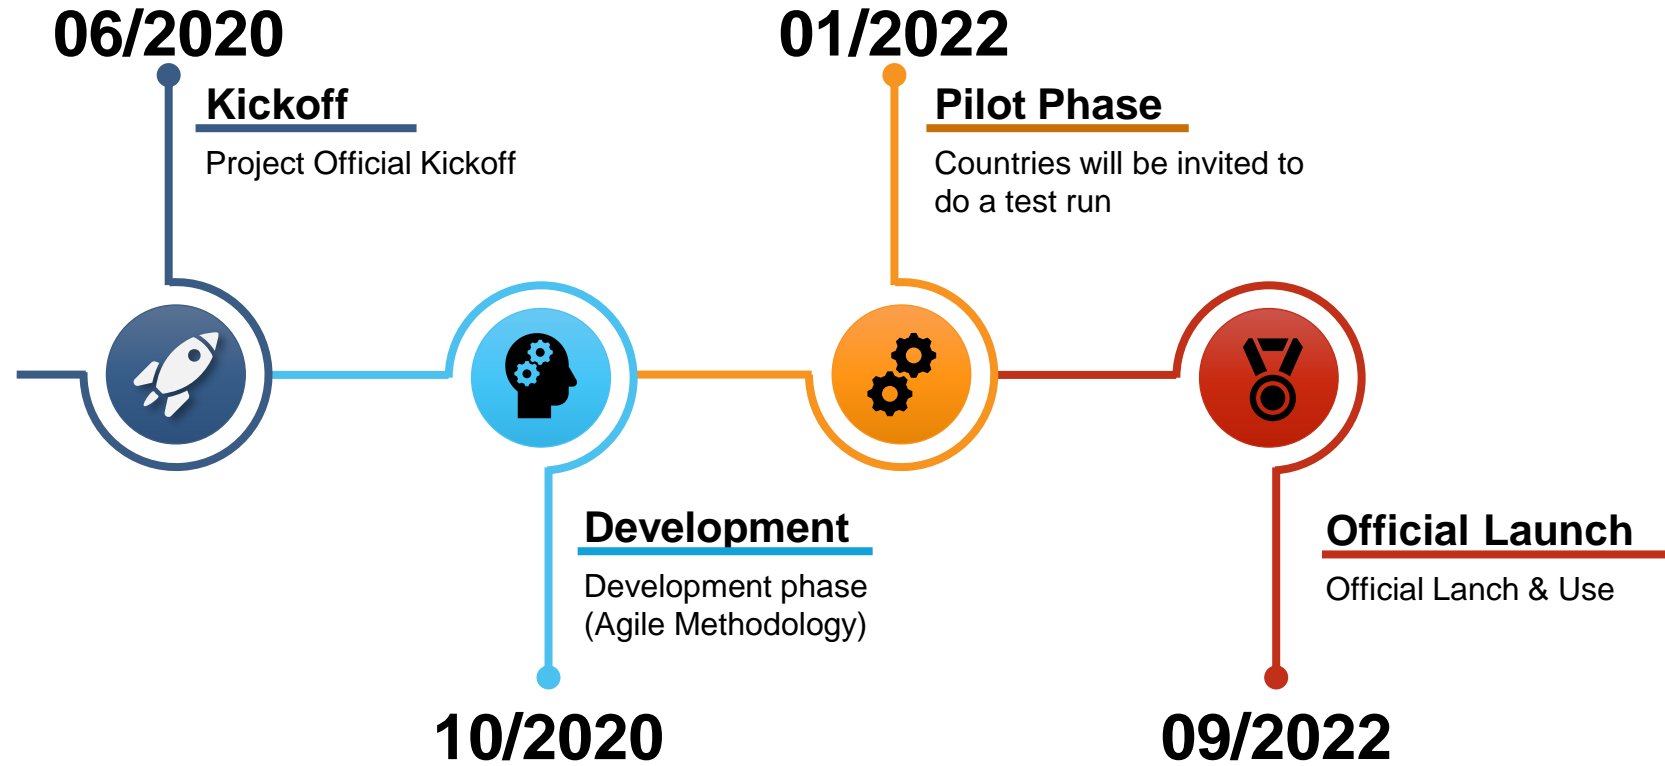 06/2020
Kickoff
Project Official Kickoff
10/2020
Development
Development phase
(Agile Methodology)
01/2022
Pilot Phase
Countries will be invited to
do a test run
09/2022
Official Launch
Official Lanch & Use